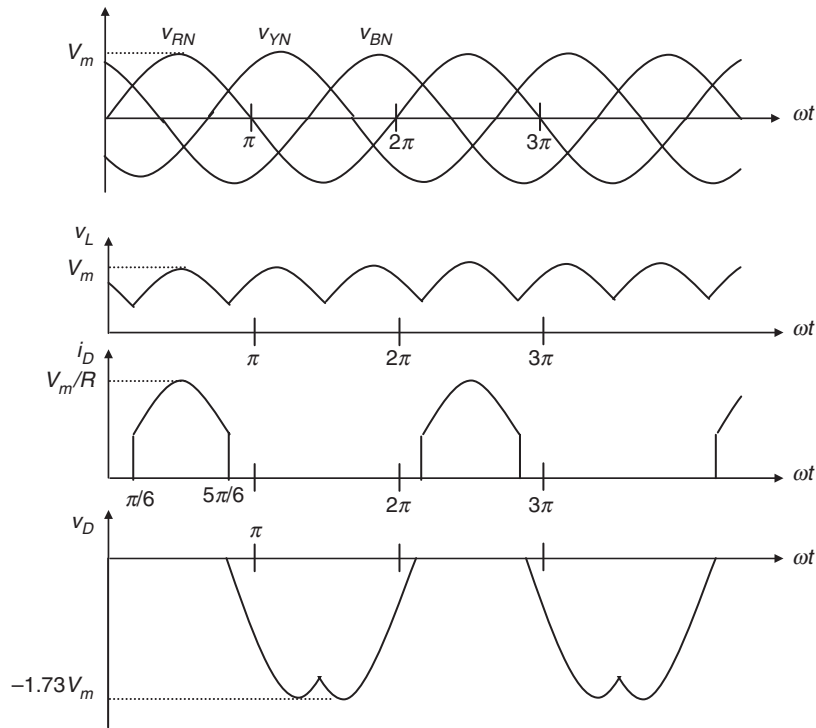 v_RN v_YN v_BN
V_m
π 2π 3π ωt
v_L
V_m
π 2π 3π ωt
i_D
V_m/R
π/6 5π/6 π 2π 3π ωt
v_D
ωt
−1.73V_m